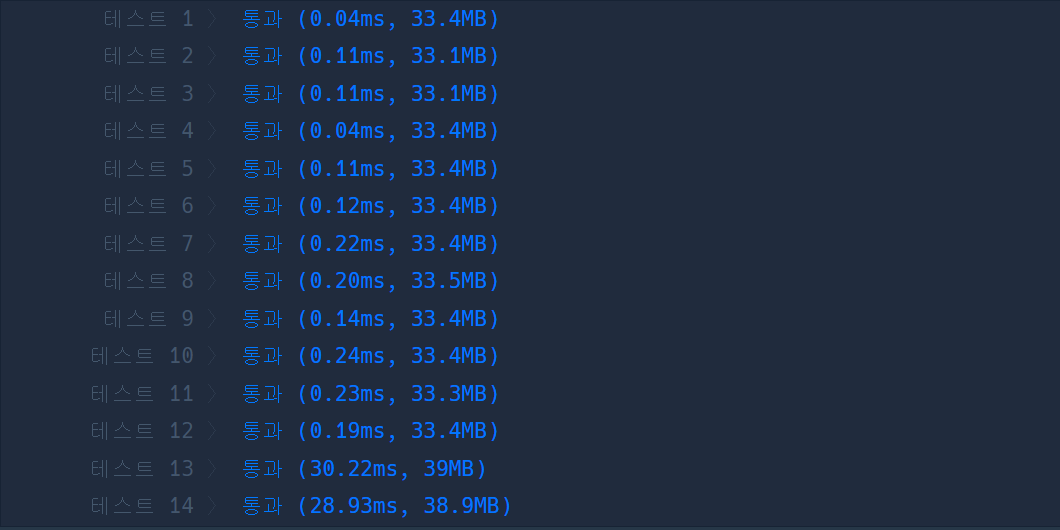 테스트 1 〉 통과 (0.04ms, 33.4MB)
테스트 2 〉 통과 (0.11ms, 33.1MB)
테스트 3 〉 통과 (0.11ms, 33.1MB)
테스트 4 〉 통과 (0.04ms, 33.4MB)
테스트 5 〉 통과 (0.11ms, 33.4MB)
테스트 6 〉 통과 (0.12ms, 33.4MB)
테스트 7 〉 통과 (0.22ms, 33.4MB)
테스트 8 〉 통과 (0.20ms, 33.5MB)
테스트 9 〉 통과 (0.14ms, 33.4MB)
테스트 10 〉 통과 (0.24ms, 33.4MB)
테스트 11 〉 통과 (0.23ms, 33.3MB)
테스트 12 〉 통과 (0.19ms, 33.4MB)
테스트 13 〉 통과 (30.22ms, 39MB)
테스트 14 〉 통과 (28.93ms, 38.9MB)